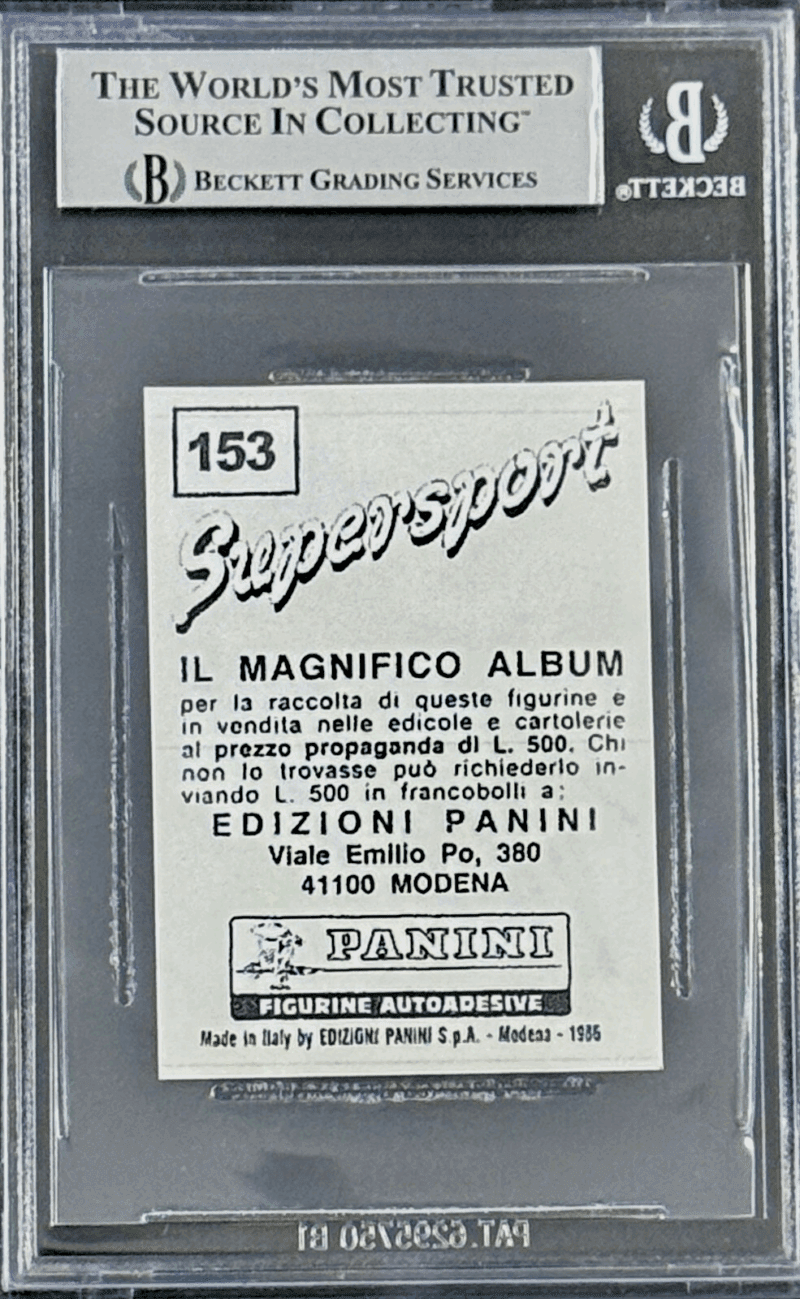 THE WORLD'S MOST TRUSTED
SOURCE IN COLLECTING™
B BECKETT GRADING SERVICES
B
BECKETT®
153
Supersport
IL MAGNIFICO ALBUM
per la raccolta di queste figurine è
in vendita nelle edicole e cartolerie
al prezzo propaganda di L. 500. Chi
non lo trovasse può richiederlo in-
viando L. 500 in francobolli a:
EDIZIONI PANINI
Viale Emilio Po, 380
41100 MODENA
PANINI
FIGURINE AUTOADESIVE
Made in Italy by EDIZIONI PANINI S.p.A. - Modena - 1986
PAT. 6295750 B1